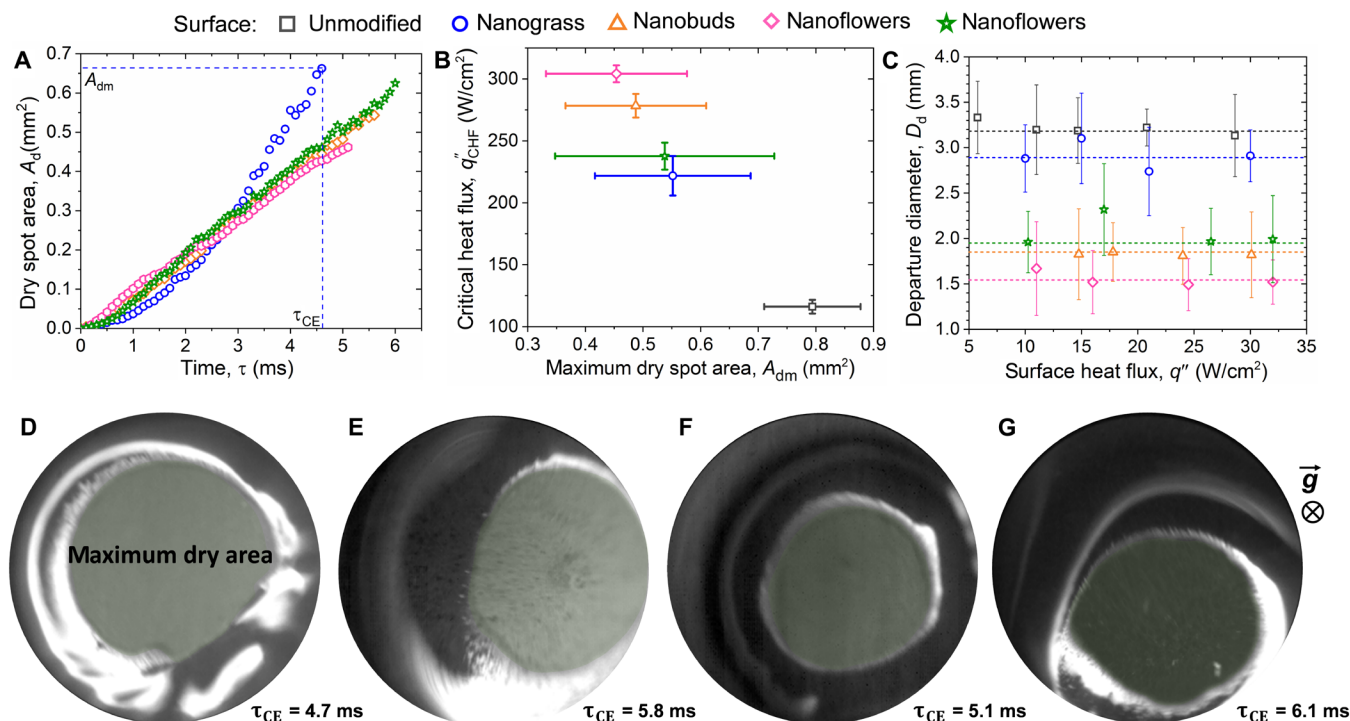 Surface: Unmodified Nanograss Nanobuds Nanoflowers Nanoflowers
A
0.7
0.6
0.5
0.4
0.3
0.2
0.1
0.0
Dry spot area, A_d(mm²)
A_dm
τ_CE
0 1 2 3 4 5 6
Time, τ (ms)
B
300
250
200
150
100
Critical heat flux, q″_CHF (W/cm²)
0.3 0.4 0.5 0.6 0.7 0.8 0.9
Maximum dry spot area, A_dm (mm²)
C
4.0
3.5
3.0
2.5
2.0
1.5
1.0
Departure diameter, D_d (mm)
5 10 15 20 25 30 35
Surface heat flux, q″ (W/cm²)
D
Maximum dry area
τ_CE = 4.7 ms
E
τ_CE = 5.8 ms
F
τ_CE = 5.1 ms
G
τ_CE = 6.1 ms
g⃗